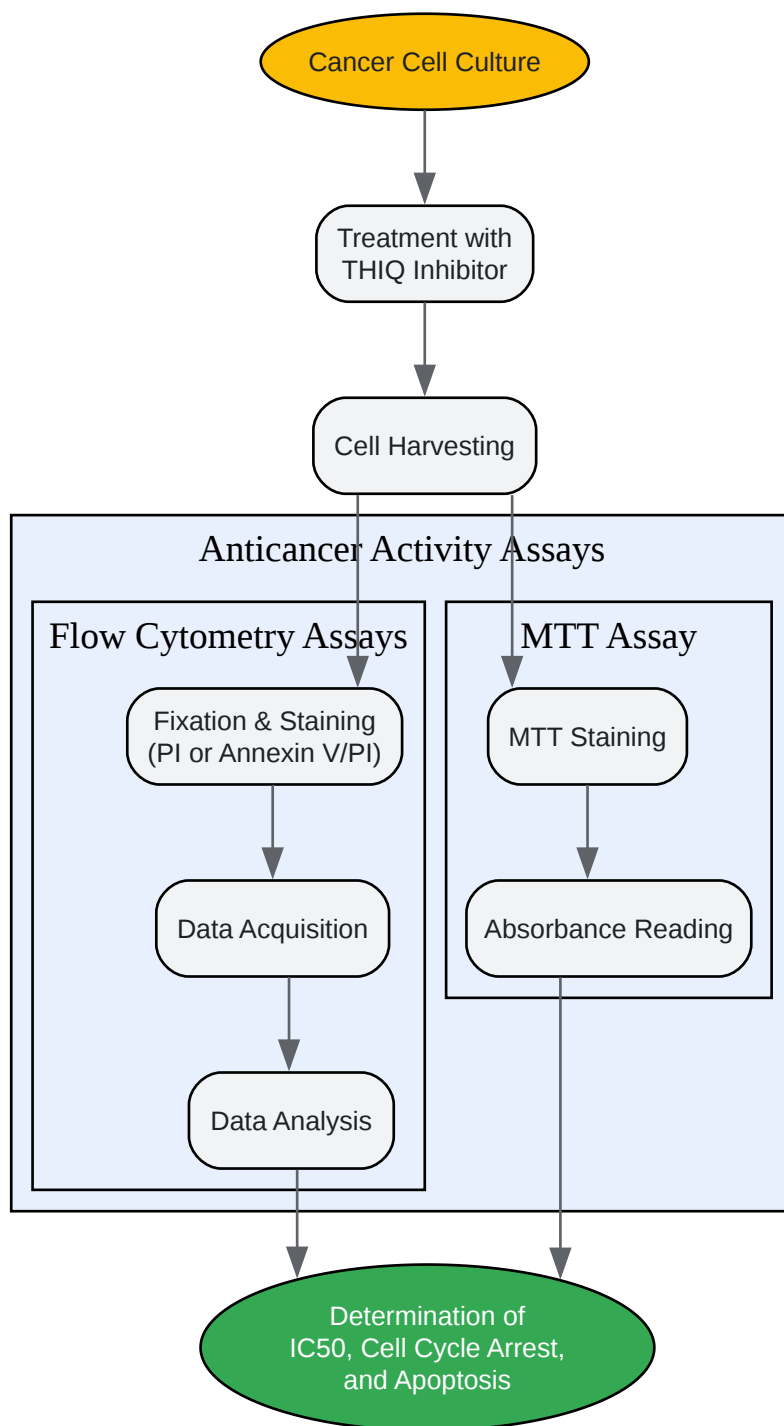 Cancer Cell Culture
Treatment with
THIQ Inhibitor
Cell Harvesting
Anticancer Activity Assays
Flow Cytometry Assays
Fixation & Staining
(PI or Annexin V/PI)
Data Acquisition
Data Analysis
MTT Assay
MTT Staining
Absorbance Reading
Determination of
IC50, Cell Cycle Arrest,
and Apoptosis